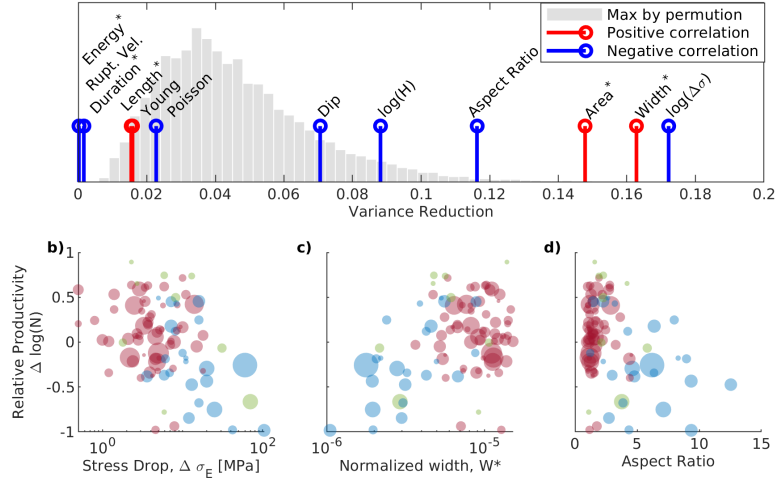 Energy*
Rupt. Vel.
Duration*
Length*
Young
Poisson
Dip
log(H)
Aspect Ratio
Area*
Width*
log(Δσ)
Max by permution
Positive correlation
Negative correlation
0 0.02 0.04 0.06 0.08 0.1 0.12 0.14 0.16 0.18 0.2
Variance Reduction
b)
c)
d)
Relative Productivity
Δ log(N)
1
0.5
0
-0.5
-1
10^0 10^1 10^2
Stress Drop, Δ σ_E [MPa]
10^-6 10^-5
Normalized width, W*
0 5 10 15
Aspect Ratio